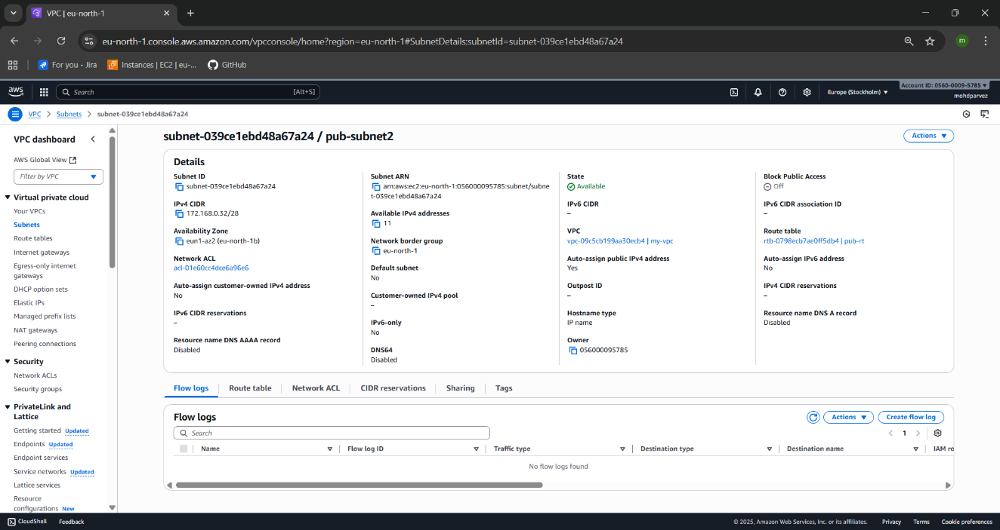 VPC | eu-north-1
eu-north-1.console.aws.amazon.com/vpcconsole/home?region=eu-north-1#SubnetDetails:subnetId=subnet-039ce1ebd48a67a24
m
For you - Jira
Instances | EC2 | eu-...
GitHub
aws
Search
[Alt+S]
Europe (Stockholm)
Account ID: 0560-0009-5785
mohdparvez
VPC
Subnets
subnet-039ce1ebd48a67a24
VPC dashboard
AWS Global View
Filter by VPC
Virtual private cloud
Your VPCs
Subnets
Route tables
Internet gateways
Egress-only internet
gateways
DHCP option sets
Elastic IPs
Managed prefix lists
NAT gateways
Peering connections
Security
Network ACLs
Security groups
PrivateLink and
Lattice
Getting started Updated
Endpoints Updated
Endpoint services
Service networks Updated
Lattice services
Resource
configurations New
subnet-039ce1ebd48a67a24 / pub-subnet2
Actions
Details
Subnet ID
subnet-039ce1ebd48a67a24
IPv4 CIDR
172.168.0.32/28
Availability Zone
eun1-az2 (eu-north-1b)
Network ACL
acl-01e60cc4dce6a96e6
Auto-assign customer-owned IPv4 address
No
IPv6 CIDR reservations
–
Resource name DNS AAAA record
Disabled
Subnet ARN
arn:aws:ec2:eu-north-1:056000095785:subnet/subne
t-039ce1ebd48a67a24
Available IPv4 addresses
11
Network border group
eu-north-1
Default subnet
No
Customer-owned IPv4 pool
–
IPv6-only
No
DNS64
Disabled
State
Available
IPv6 CIDR
–
VPC
vpc-09c5cb199aa30ecb4 | my-vpc
Auto-assign public IPv4 address
Yes
Outpost ID
–
Hostname type
IP name
Owner
056000095785
Block Public Access
Off
IPv6 CIDR association ID
–
Route table
rtb-0798ecb7ae0ff5db4 | pub-rt
Auto-assign IPv6 address
No
IPv4 CIDR reservations
–
Resource name DNS A record
Disabled
Flow logs
Route table
Network ACL
CIDR reservations
Sharing
Tags
Flow logs
Actions
Create flow log
Search
1
Name
Flow log ID
Traffic type
Destination type
Destination name
IAM ro
No flow logs found
CloudShell
Feedback
© 2025, Amazon Web Services, Inc. or its affiliates.
Privacy
Terms
Cookie preferences